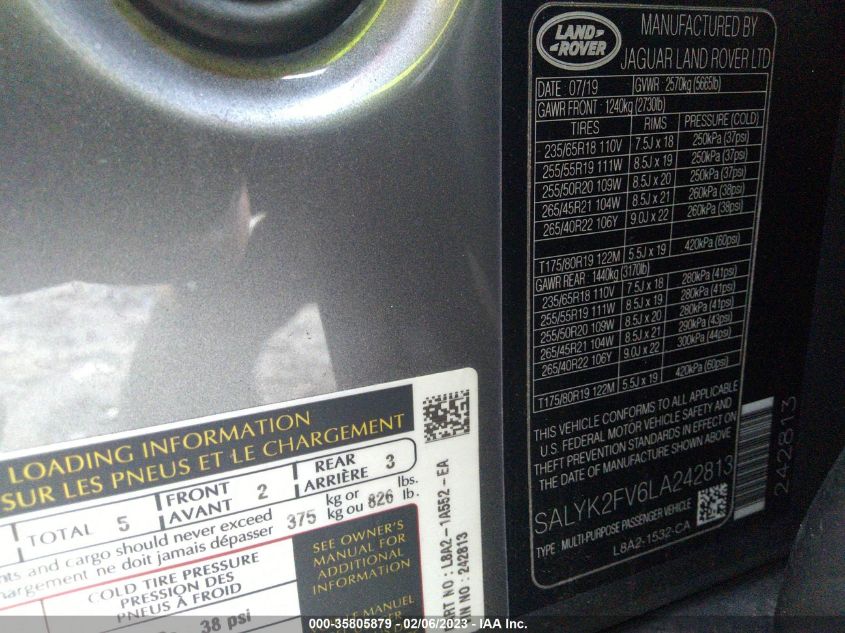 LAND
ROVER
MANUFACTURED BY
JAGUAR LAND ROVER LTD
DATE : 07/19 GVWR : 2570kg (5665lb)
GAWR FRONT : 1240kg (2730lb)
TIRES RIMS PRESSURE (COLD)
235/65R18 110V 7.5J x 18 250kPa (37psi)
255/55R19 111W 8.5J x 19 250kPa (37psi)
255/50R20 109W 8.5J x 20 250kPa (37psi)
265/45R21 104W 8.5J x 21 260kPa (38psi)
265/40R22 106Y 9.0J x 22 260kPa (38psi)
T175/80R19 122M 5.5J x 19 420kPa (60psi)
GAWR REAR : 1440kg (3170lb)
235/65R18 110V 7.5J x 18 280kPa (41psi)
255/55R19 111W 8.5J x 19 280kPa (41psi)
255/50R20 109W 8.5J x 20 280kPa (41psi)
265/45R21 104W 8.5J x 21 290kPa (43psi)
265/40R22 106Y 9.0J x 22 300kPa (44psi)
T175/80R19 122M 5.5J x 19 420kPa (60psi)
THIS VEHICLE CONFORMS TO ALL APPLICABLE
U.S. FEDERAL MOTOR VEHICLE SAFETY AND
THEFT PREVENTION STANDARDS IN EFFECT ON
THE DATE OF MANUFACTURE SHOWN ABOVE
SALYK2FV6LA242813
TYPE : MULTI-PURPOSE PASSENGER VEHICLE
L8A2-1532-CA
242813
LOADING INFORMATION
SUR LES PNEUS ET LE CHARGEMENT
TOTAL 5 FRONT AVANT 2 REAR ARRIÈRE 3
and cargo should never exceed 375 kg or 826 lbs.
ne doit jamais dépasser kg ou lb.
COLD TIRE PRESSURE
PRESSION DES
PNEUS À FROID
38 psi
SEE OWNER'S
MANUAL FOR
ADDITIONAL
INFORMATION
LE MANUEL
PART NO : L8A2-1A552-EA
NO : 242813
000-35805879 - 02/06/2023 - IAA Inc.